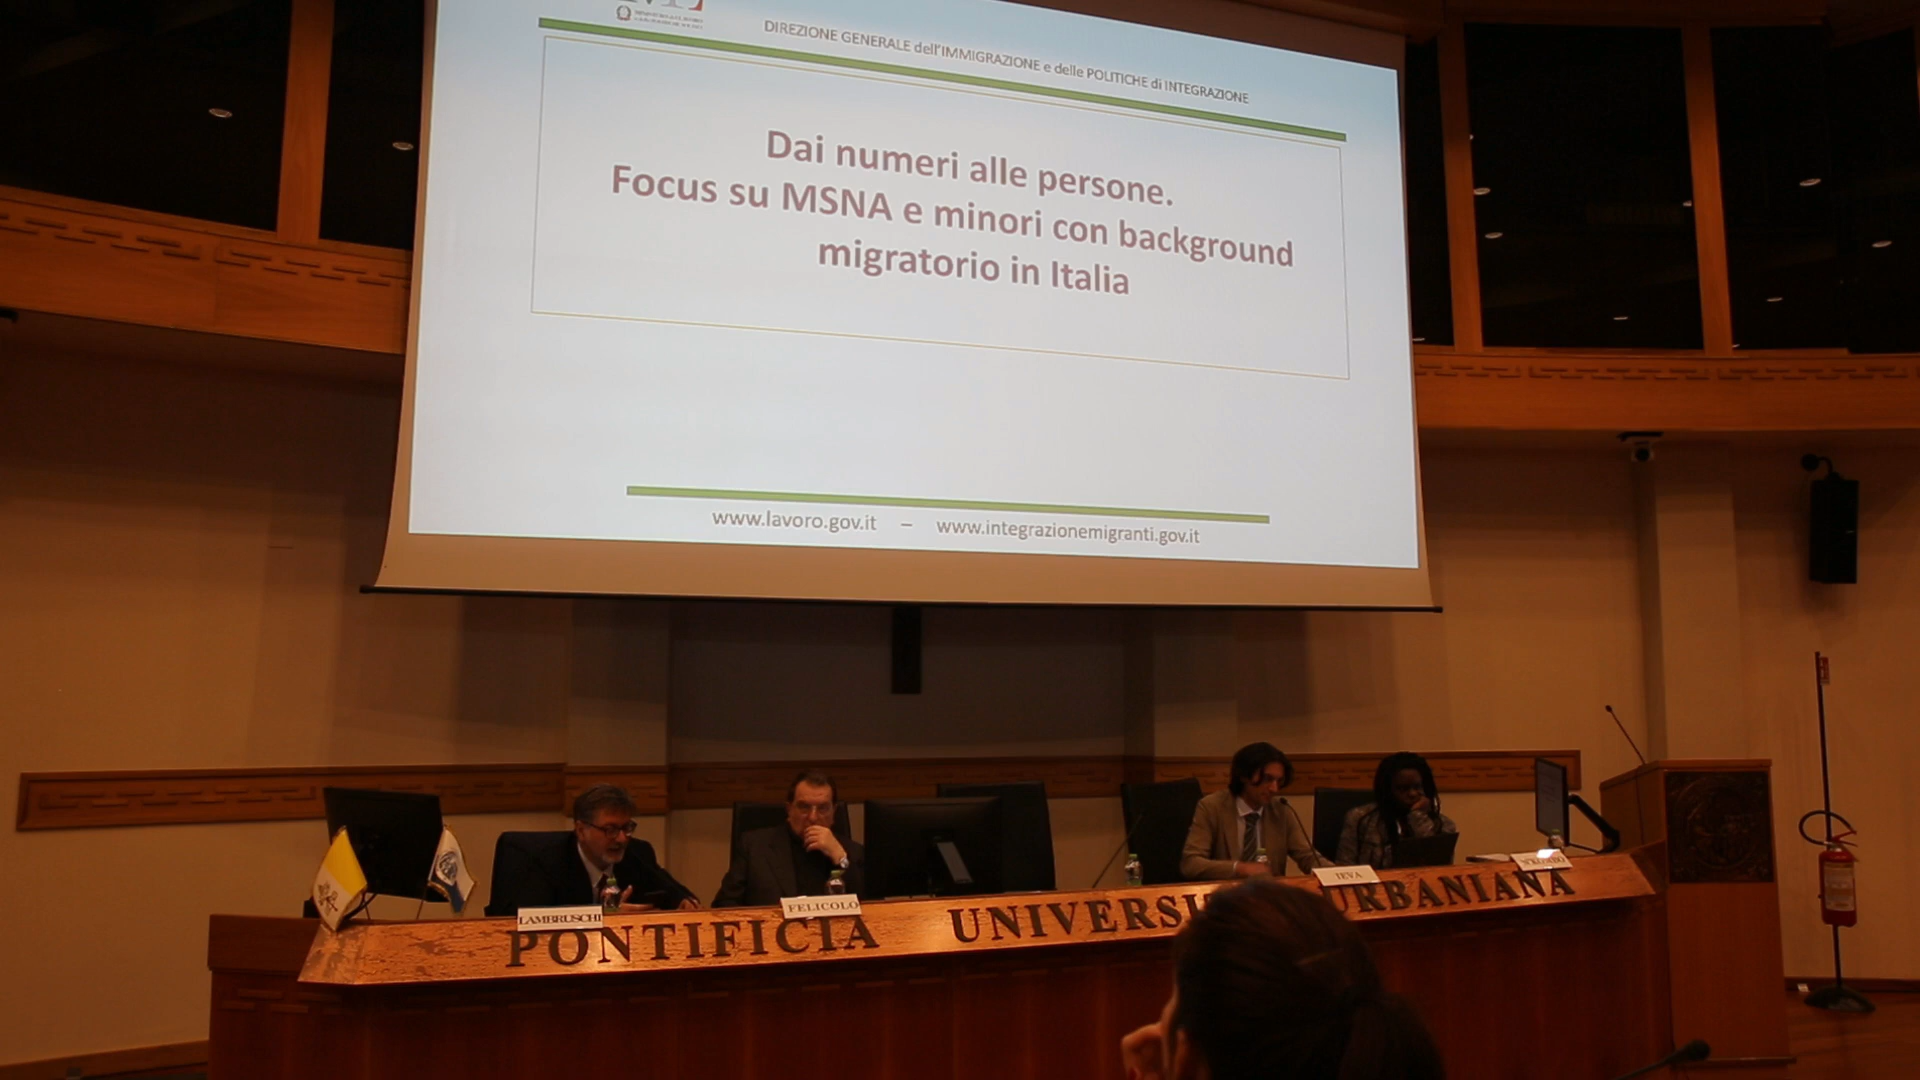 DIREZIONE GENERALE dell'IMMIGRAZIONE e delle POLITICHE di INTEGRAZIONE
Dai numeri alle persone.
Focus su MSNA e minori con background
migratorio in Italia
www.lavoro.gov.it – www.integrazionemigranti.gov.it
LAMBRUSCHI
FELICOLO
IEVA
PONTIFICIA UNIVERSI URBANIANA